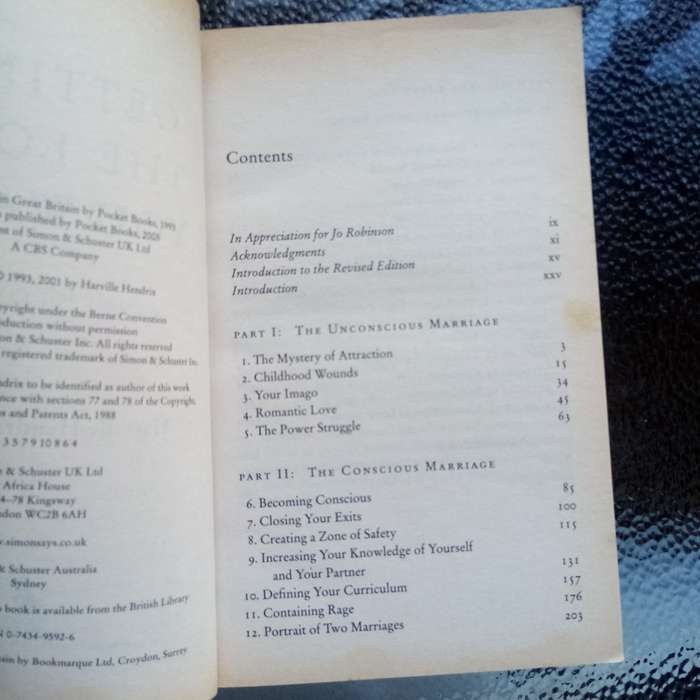 GETTIN
THE LO
in Great Britain by Pocket Books, 1993
published by Pocket Books, 2005
of Simon & Schuster UK Ltd
A CBS Company
© 1993, 2001 by Harville Hendrix
under the Berne Convention
without permission
& Schuster Inc. All rights reserved
registered trademark of Simon & Schuster Inc.
to be identified as author of this work
with sections 77 and 78 of the Copyright,
and Patents Act, 1988
3 5 7 9 10 8 6 4
& Schuster UK Ltd
Africa House
4–78 Kingsway
WC2B 6AH
.simonsays.co.uk
& Schuster Australia
Sydney
book is available from the British Library
0-7434-9592-6
by Bookmarque Ltd, Croydon, Surrey
Contents
In Appreciation for Jo Robinson ix
Acknowledgments xi
Introduction to the Revised Edition xv
Introduction xxv
PART I: THE UNCONSCIOUS MARRIAGE
1. The Mystery of Attraction 3
2. Childhood Wounds 15
3. Your Imago 34
4. Romantic Love 45
5. The Power Struggle 63
PART II: THE CONSCIOUS MARRIAGE
6. Becoming Conscious 85
7. Closing Your Exits 100
8. Creating a Zone of Safety 115
9. Increasing Your Knowledge of Yourself
and Your Partner 131
10. Defining Your Curriculum 157
11. Containing Rage 176
12. Portrait of Two Marriages 203